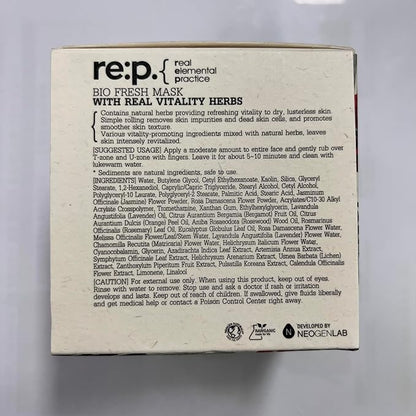 re:p. { real
elemental
practice
BIO FRESH MASK
WITH REAL VITALITY HERBS
Contains natural herbs providing refreshing vitality to dry, lusterless skin.
Simple rolling removes skin impurities and dead skin cells, and promotes
smoother skin texture.
Various vitality-promoting ingredients mixed with natural herbs, leaves
skin intensely revitalized.
[SUGGESTED USAGE] Apply a moderate amount to entire face and gently rub over
T-zone and U-zone with fingers. Leave it for about 5~10 minutes and clean with
lukewarm water.
* Sediments are natural ingredients, safe to use.
[INGREDIENTS] Water, Butylene Glycol, Cetyl Ethylhexanoate, Kaolin, Silica, Glyceryl
Stearate, 1,2-Hexanediol, Caprylic/Capric Triglyceride, Stearyl Alcohol, Cetyl Alcohol,
Polyglyceryl-10 Laurate, Polyglyceryl-2 Stearate, Palmitic Acid, Stearic Acid, Jasminum
Officinale (Jasmine) Flower Powder, Rosa Damascena Flower Powder, Acrylates/C10-30 Alkyl
Acrylate Crosspolymer, Tromethamine, Xanthan Gum, Ethylhexylglycerin, Lavandula
Angustifolia (Lavender) Oil, Citrus Aurantium Bergamia (Bergamot) Fruit Oil, Citrus
Aurantium Dulcis (Orange) Peel Oil, Aniba Rosaeodora (Rosewood) Wood Oil, Rosmarinus
Officinalis (Rosemary) Leaf Oil, Eucalyptus Globulus Leaf Oil, Rosa Damascena Flower Water,
Melissa Officinalis Flower/Leaf/Stem Water, Lavandula Angustifolia (Lavender) Flower Water,
Chamomilla Recutita (Matricaria) Flower Water, Helichrysum Italicum Flower Water,
Cyanocobalamin, Glycerin, Azadirachta Indica Leaf Extract, Artemisia Annua Extract,
Symphytum Officinale Leaf Extract, Helichrysum Arenarium Extract, Usnea Barbata (Lichen)
Extract, Zanthoxylum Piperitum Fruit Extract, Pulsatilla Koreana Extract, Calendula Officinalis
Flower Extract, Limonene, Linalool
[CAUTION] For external use only. When using this product, keep out of eyes.
Rinse with water to remove. Stop use and ask a doctor if rash or irritation
develops and lasts. Keep out of reach of children. If swallowed, give fluids liberally
and get medical help or contact a Poison Control Center right away.
N
DEVELOPED BY
NEOGENLAB